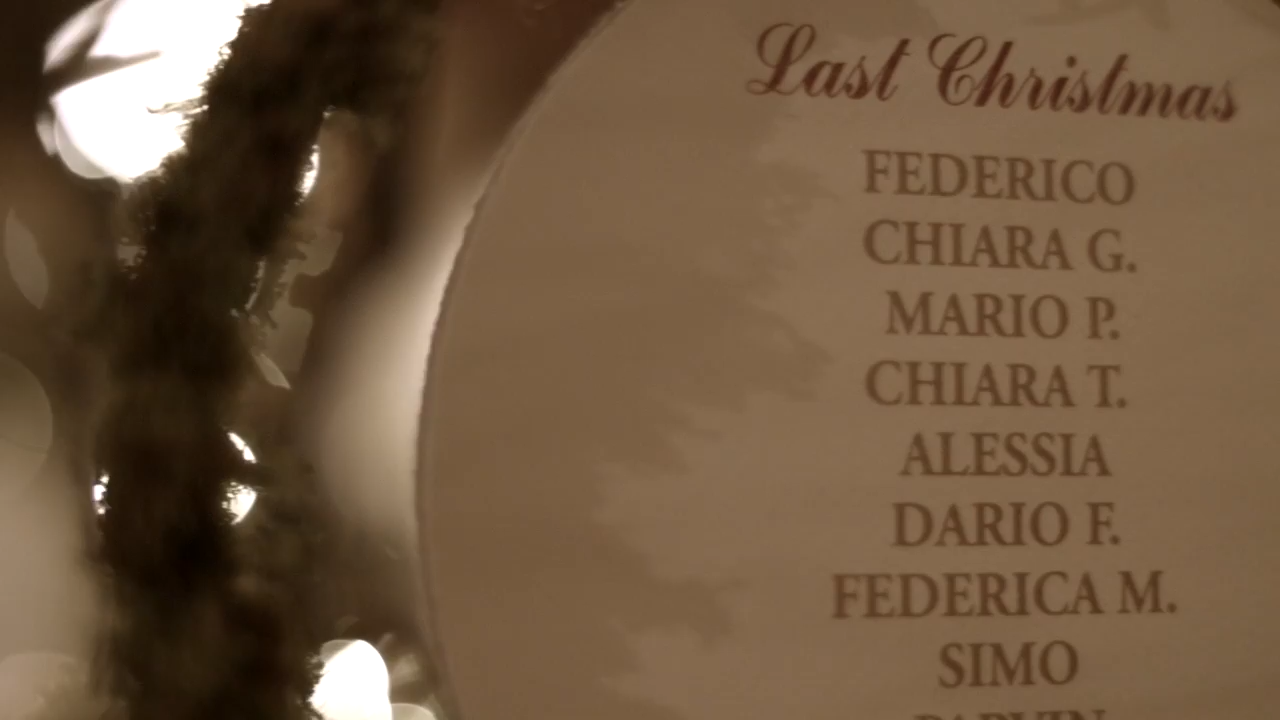 Last Christmas
FEDERICO
CHIARA G.
MARIO P.
CHIARA T.
ALESSIA
DARIO F.
FEDERICA M.
SIMO